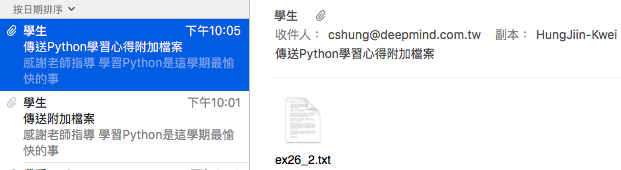 按日期排序
學生 下午10:05
傳送Python學習心得附加檔案
感謝老師指導 學習Python是這學期最愉
快的事
學生 下午10:01
傳送附加檔案
感謝老師指導 學習Python是這學期最愉
快的事
學生
收件人： cshung@deepmind.com.tw 副本： HungJiin-Kwei
傳送Python學習心得附加檔案
ex26_2.txt